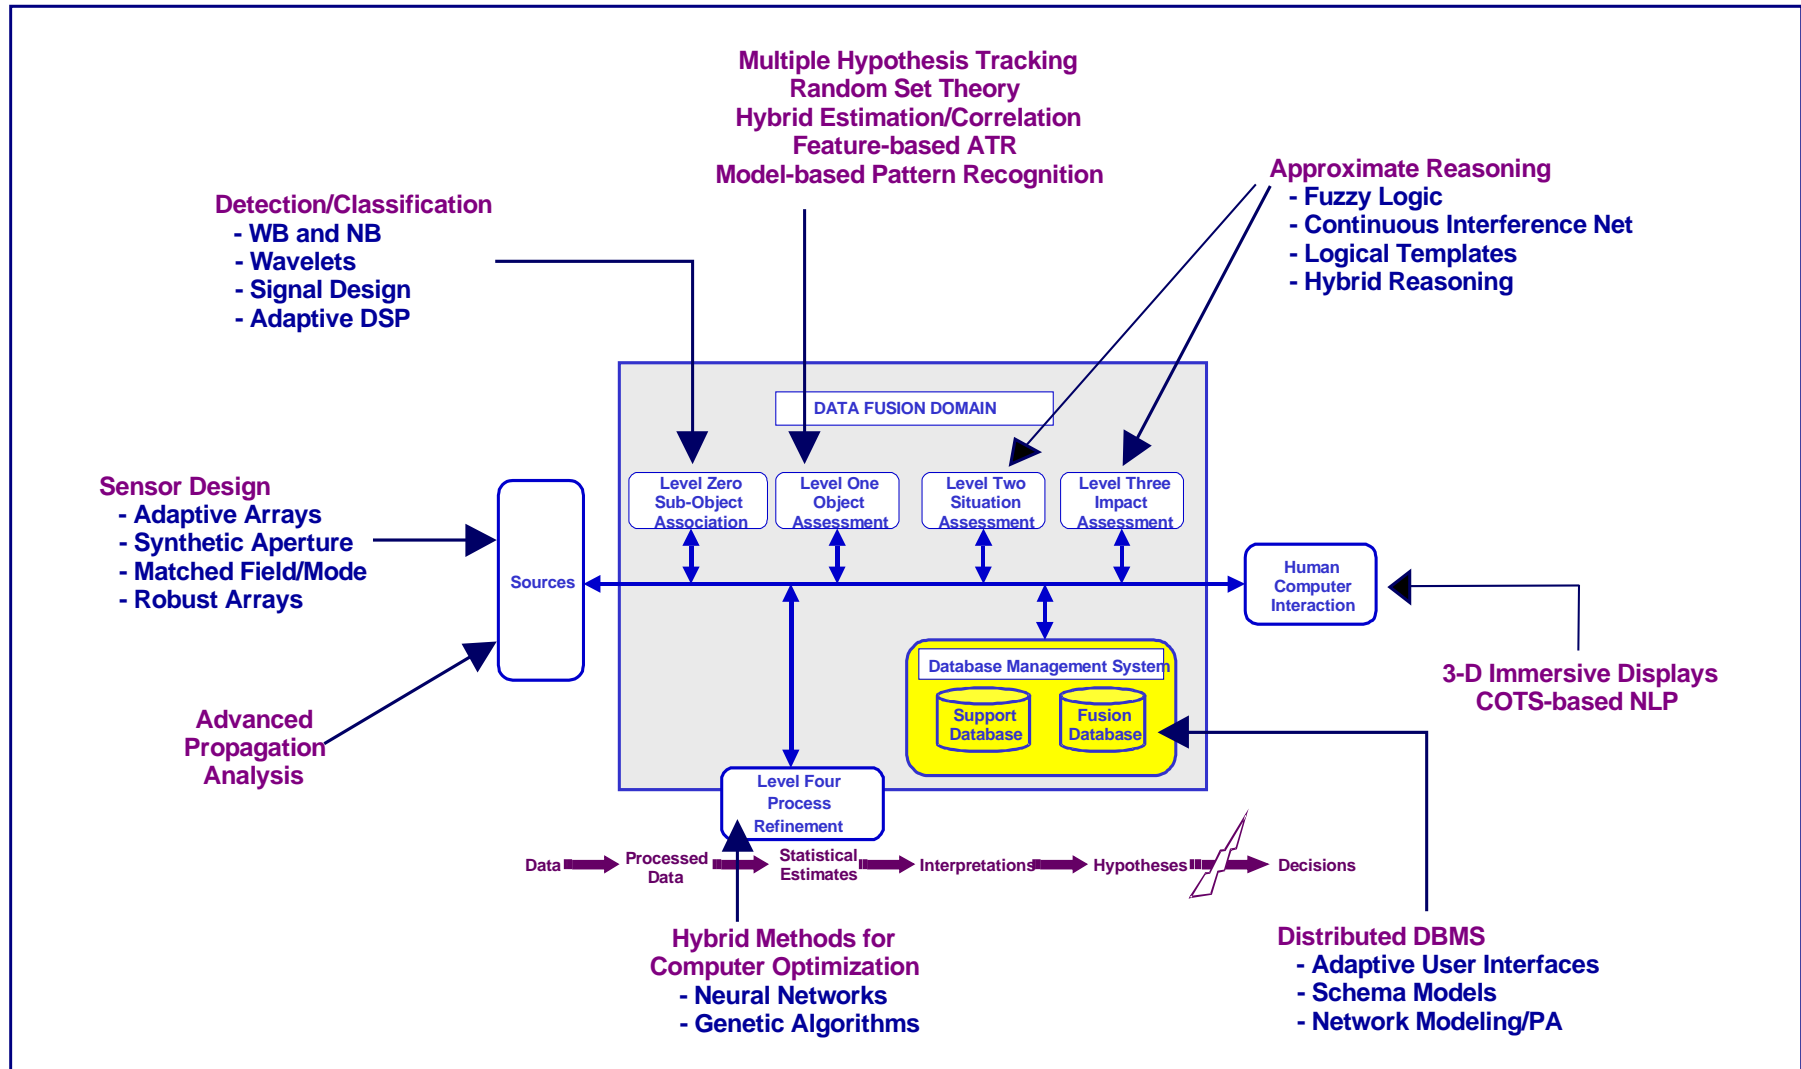 Multiple Hypothesis Tracking
Random Set Theory
Hybrid Estimation/Correlation
Feature-based ATR
Model-based Pattern Recognition
Detection/Classification
- WB and NB
- Wavelets
- Signal Design
- Adaptive DSP
Approximate Reasoning
- Fuzzy Logic
- Continuous Interference Net
- Logical Templates
- Hybrid Reasoning
DATA FUSION DOMAIN
Sensor Design
- Adaptive Arrays
- Synthetic Aperture
- Matched Field/Mode
- Robust Arrays
Sources
Level Zero
Sub-Object
Association
Level One
Object
Assessment
Level Two
Situation
Assessment
Level Three
Impact
Assessment
Human
Computer
Interaction
Database Management System
Support
Database
Fusion
Database
3-D Immersive Displays
COTS-based NLP
Advanced
Propagation
Analysis
Level Four
Process
Refinement
Data
Processed
Data
Statistical
Estimates
Interpretations
Hypotheses
Decisions
Hybrid Methods for
Computer Optimization
- Neural Networks
- Genetic Algorithms
Distributed DBMS
- Adaptive User Interfaces
- Schema Models
- Network Modeling/PA